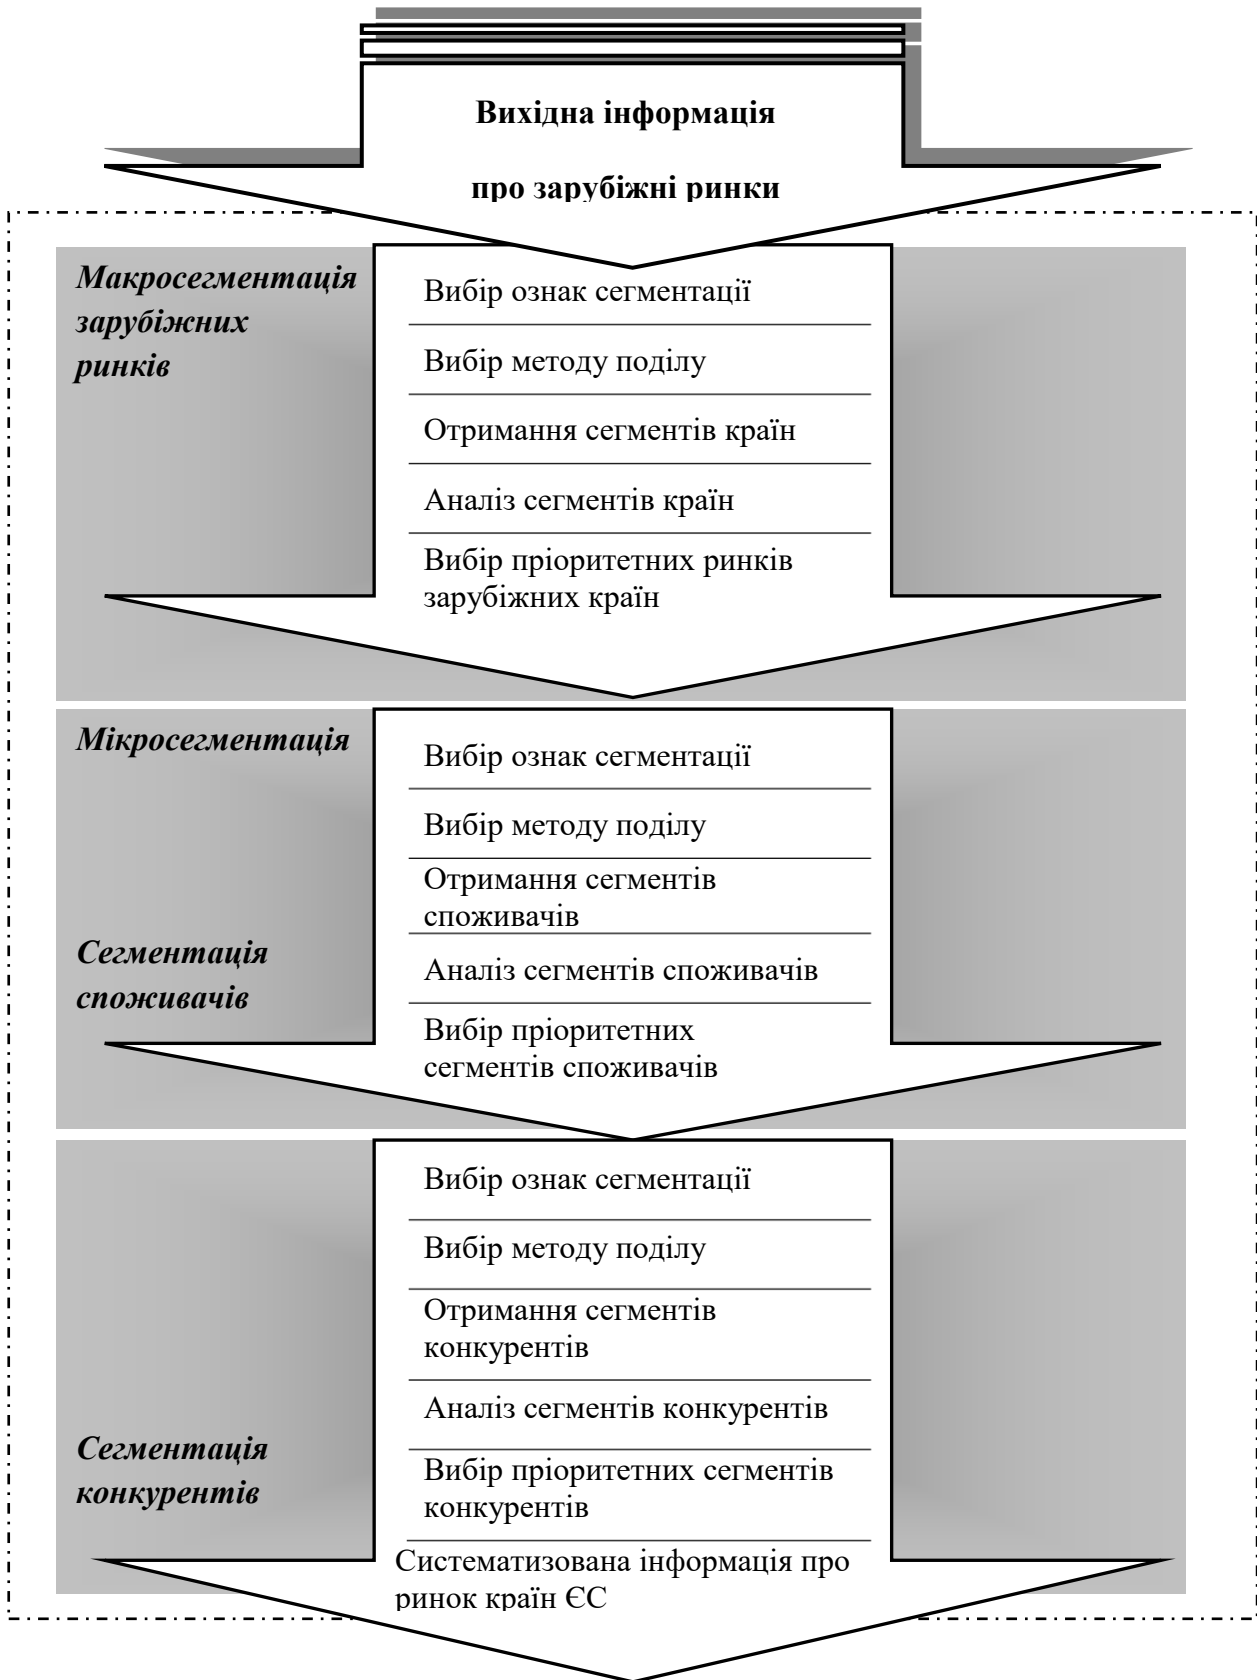 Вихідна інформація
про зарубіжні ринки
Макросегментація
зарубіжних
ринків
Вибір ознак сегментації
Вибір методу поділу
Отримання сегментів країн
Аналіз сегментів країн
Вибір пріоритетних ринків
зарубіжних країн
Мікросегментація
Вибір ознак сегментації
Вибір методу поділу
Отримання сегментів
споживачів
Сегментація
споживачів
Аналіз сегментів споживачів
Вибір пріоритетних
сегментів споживачів
Вибір ознак сегментації
Вибір методу поділу
Отримання сегментів
конкурентів
Аналіз сегментів конкурентів
Сегментація
конкурентів
Вибір пріоритетних сегментів
конкурентів
Систематизована інформація про
ринок країн ЄС